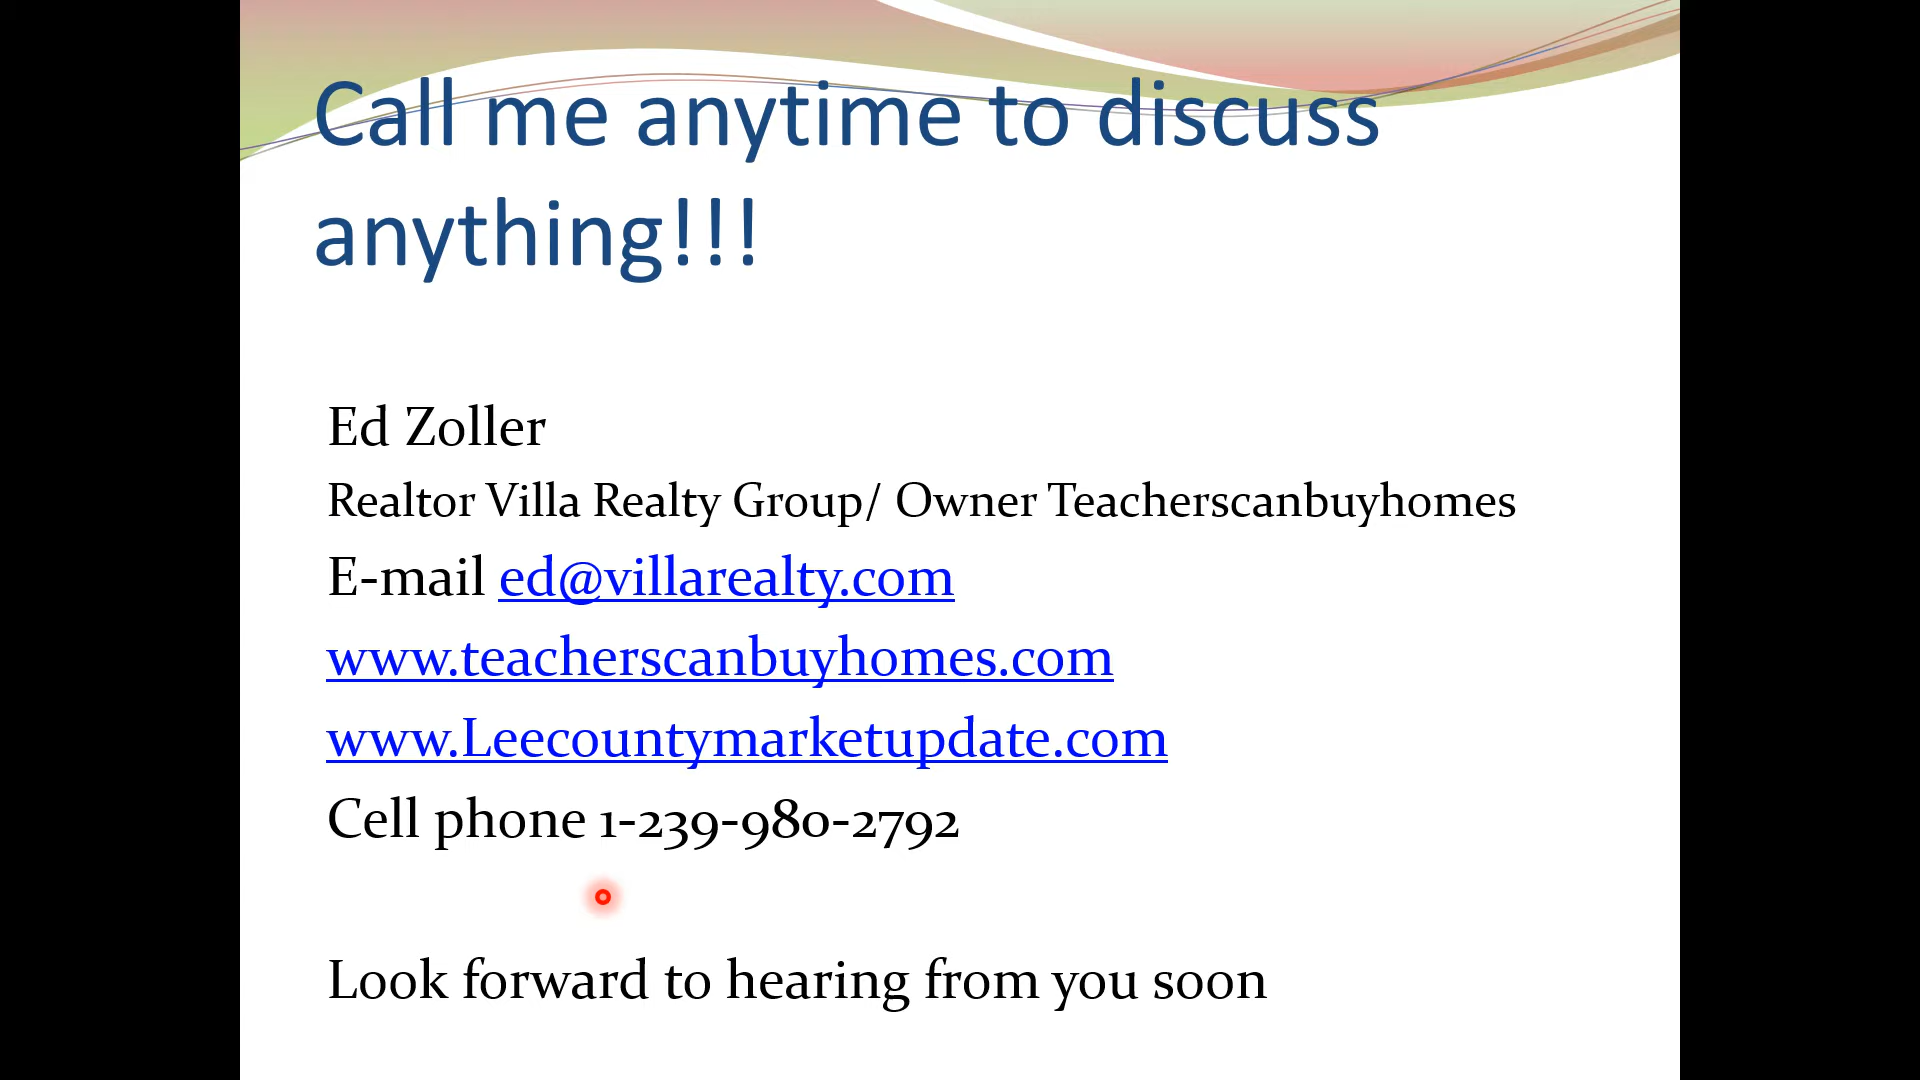 Call me anytime to discuss
anything!!!
Ed Zoller
Realtor Villa Realty Group/ Owner Teacherscanbuyhomes
E-mail ed@villarealty.com
www.teacherscanbuyhomes.com
www.Leecountymarketupdate.com
Cell phone 1-239-980-2792
Look forward to hearing from you soon